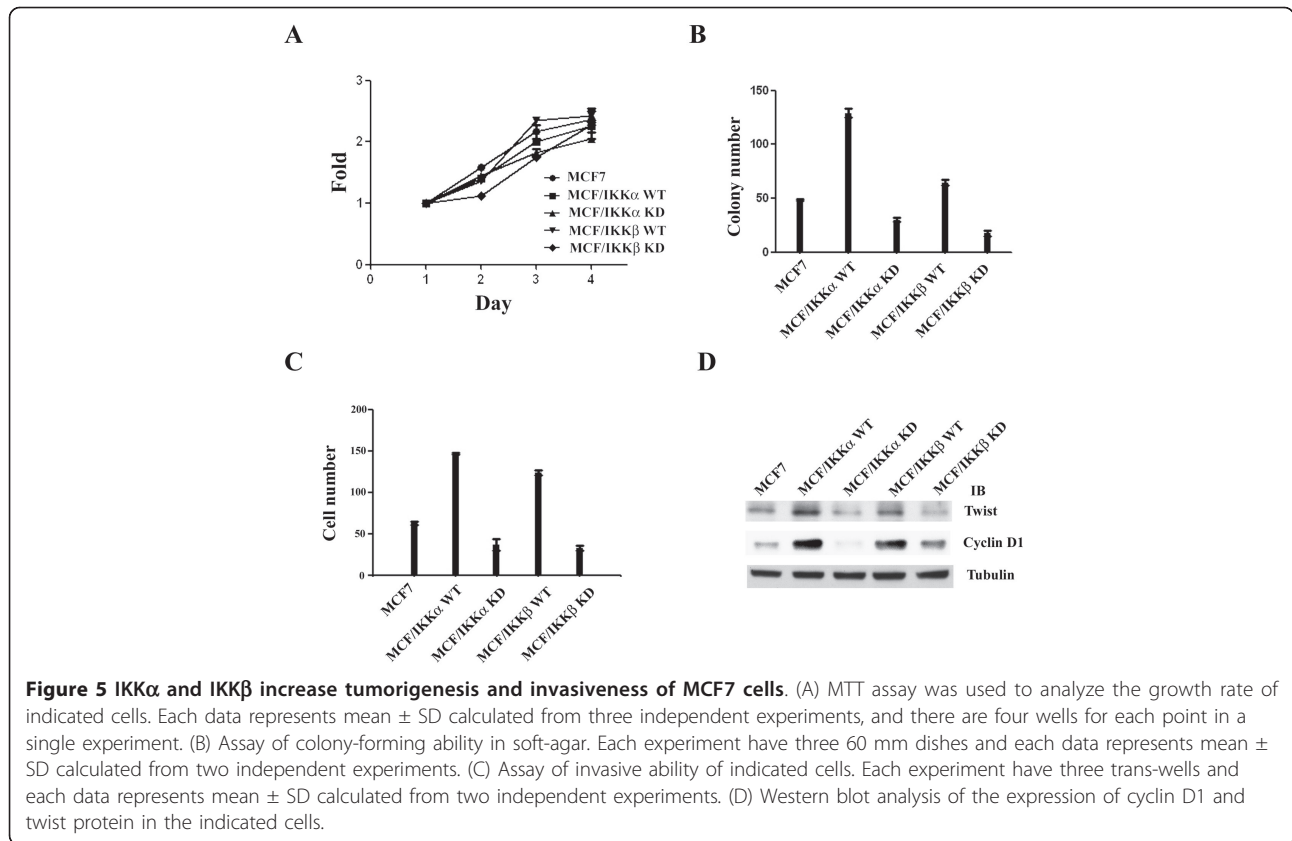 A
3
2
1
0
Fold
0
1
2
3
4
Day
MCF7
MCF/IKKα WT
MCF/IKKα KD
MCF/IKKβ WT
MCF/IKKβ KD
B
150
100
50
0
Colony number
MCF7
MCF/IKKα WT
MCF/IKKα KD
MCF/IKKβ WT
MCF/IKKβ KD
C
200
150
100
50
0
Cell number
MCF7
MCF/IKKα WT
MCF/IKKα KD
MCF/IKKβ WT
MCF/IKKβ KD
D
MCF7
MCF/IKKα WT
MCF/IKKα KD
MCF/IKKβ WT
MCF/IKKβ KD
IB
Twist
Cyclin D1
Tubulin
Figure 5 IKKα and IKKβ increase tumorigenesis and invasiveness of MCF7 cells. (A) MTT assay was used to analyze the growth rate of
indicated cells. Each data represents mean ± SD calculated from three independent experiments, and there are four wells for each point in a
single experiment. (B) Assay of colony-forming ability in soft-agar. Each experiment have three 60 mm dishes and each data represents mean ±
SD calculated from two independent experiments. (C) Assay of invasive ability of indicated cells. Each experiment have three trans-wells and
each data represents mean ± SD calculated from two independent experiments. (D) Western blot analysis of the expression of cyclin D1 and
twist protein in the indicated cells.